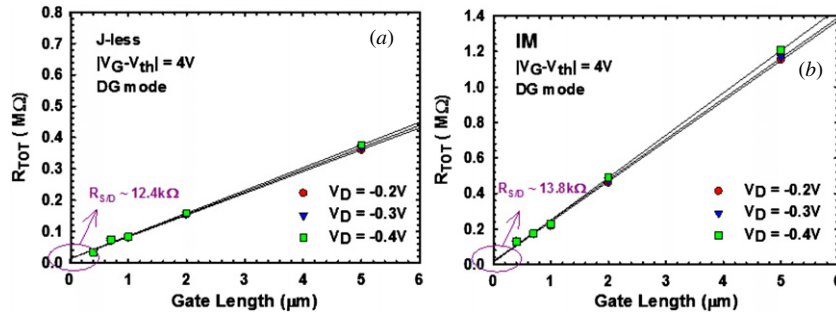 J-less
(a)
|V_G-V_th| = 4V
DG mode
R_S/D ~ 12.4kΩ
V_D = -0.2V
V_D = -0.3V
V_D = -0.4V
R_TOT ( MΩ )
0.8
0.7
0.6
0.5
0.4
0.3
0.2
0.1
0.0
0 1 2 3 4 5 6
Gate Length (μm)
IM
|V_G-V_th| = 4V
(b)
DG mode
R_S/D ~ 13.8kΩ
V_D = -0.2V
V_D = -0.3V
V_D = -0.4V
R_TOT ( MΩ )
1.4
1.2
1.0
0.8
0.6
0.4
0.2
0.0
0 1 2 3 4 5 6
Gate Length (μm)